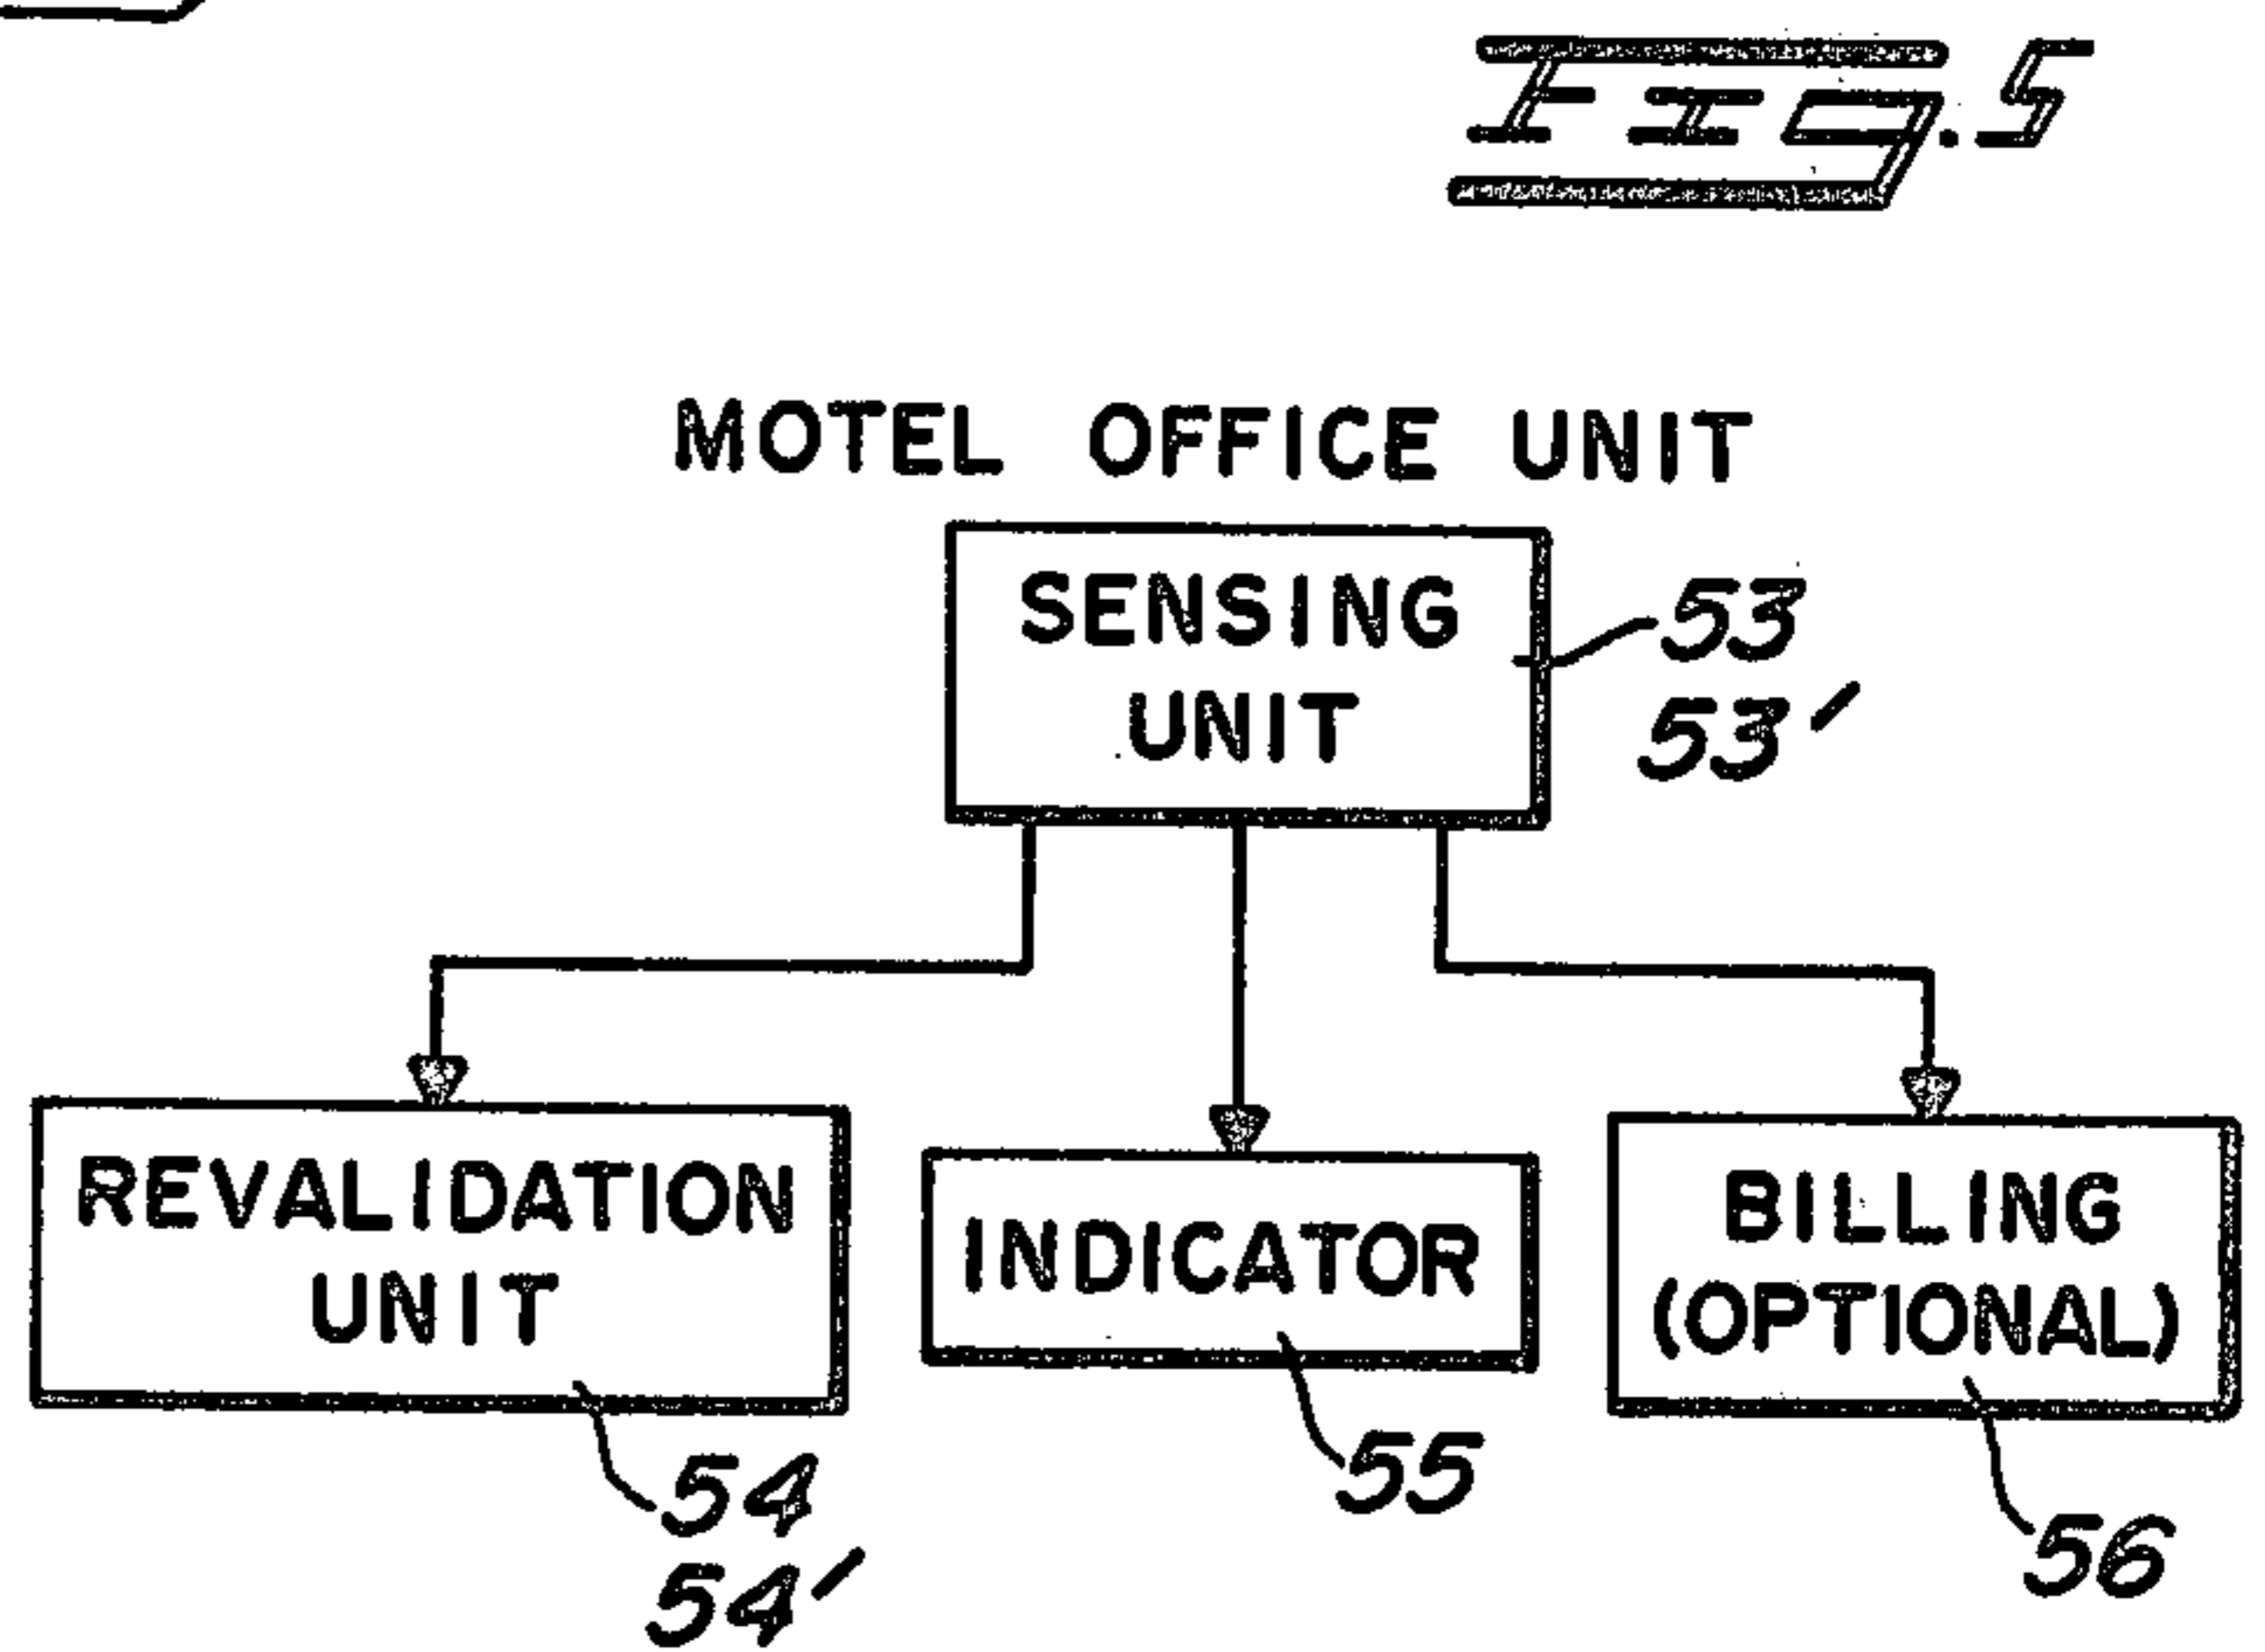 Fig. 5
MOTEL OFFICE UNIT
SENSING
UNIT
53
53'
REVALIDATION
UNIT
INDICATOR
BILLING
(OPTIONAL)
54
54'
55
56